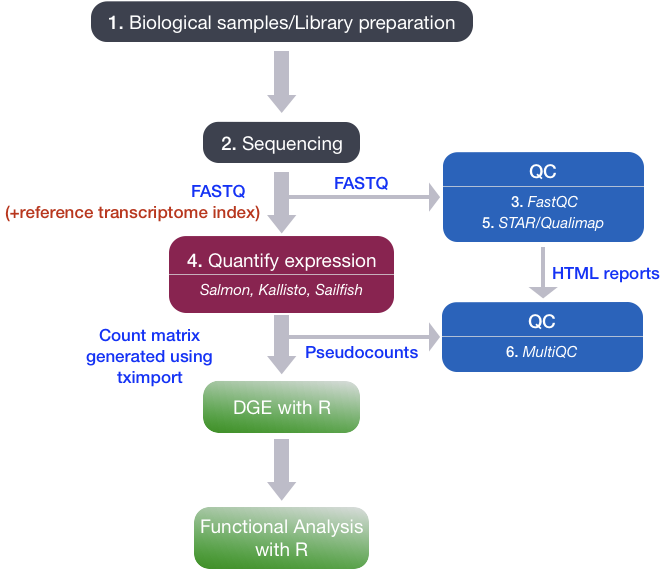 1. Biological samples/Library preparation
2. Sequencing
FASTQ
(+reference transcriptome index)
FASTQ
QC
3. FastQC
5. STAR/Qualimap
4. Quantify expression
Salmon, Kallisto, Sailfish
HTML reports
QC
6. MultiQC
Count matrix
generated using
tximport
Pseudocounts
DGE with R
Functional Analysis
with R